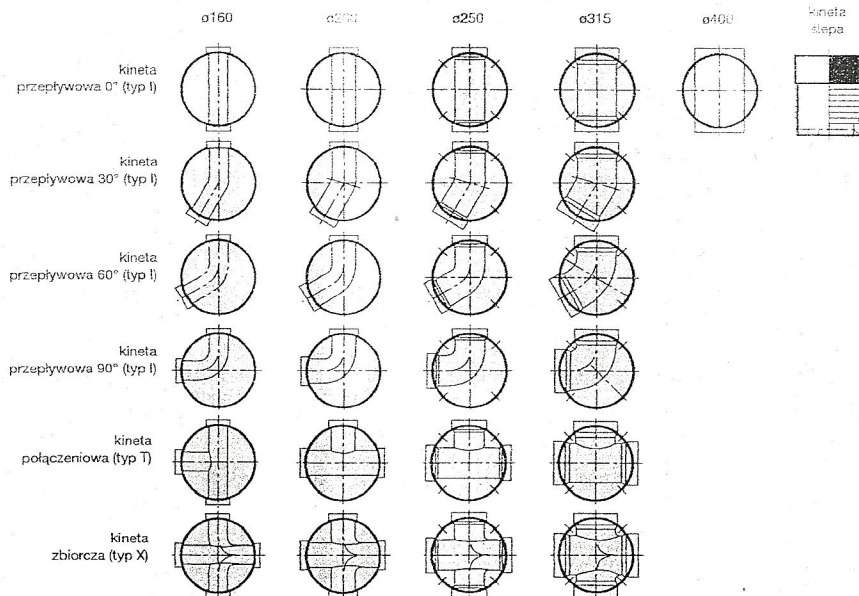 ø160
ø200
ø250
ø315
ø400
kineta
ślepa
kineta
przepływowa 0° (typ I)
kineta
przepływowa 30° (typ I)
kineta
przepływowa 60° (typ I)
kineta
przepływowa 90° (typ I)
kineta
połączeniowa (typ T)
kineta
zbiorcza (typ X)